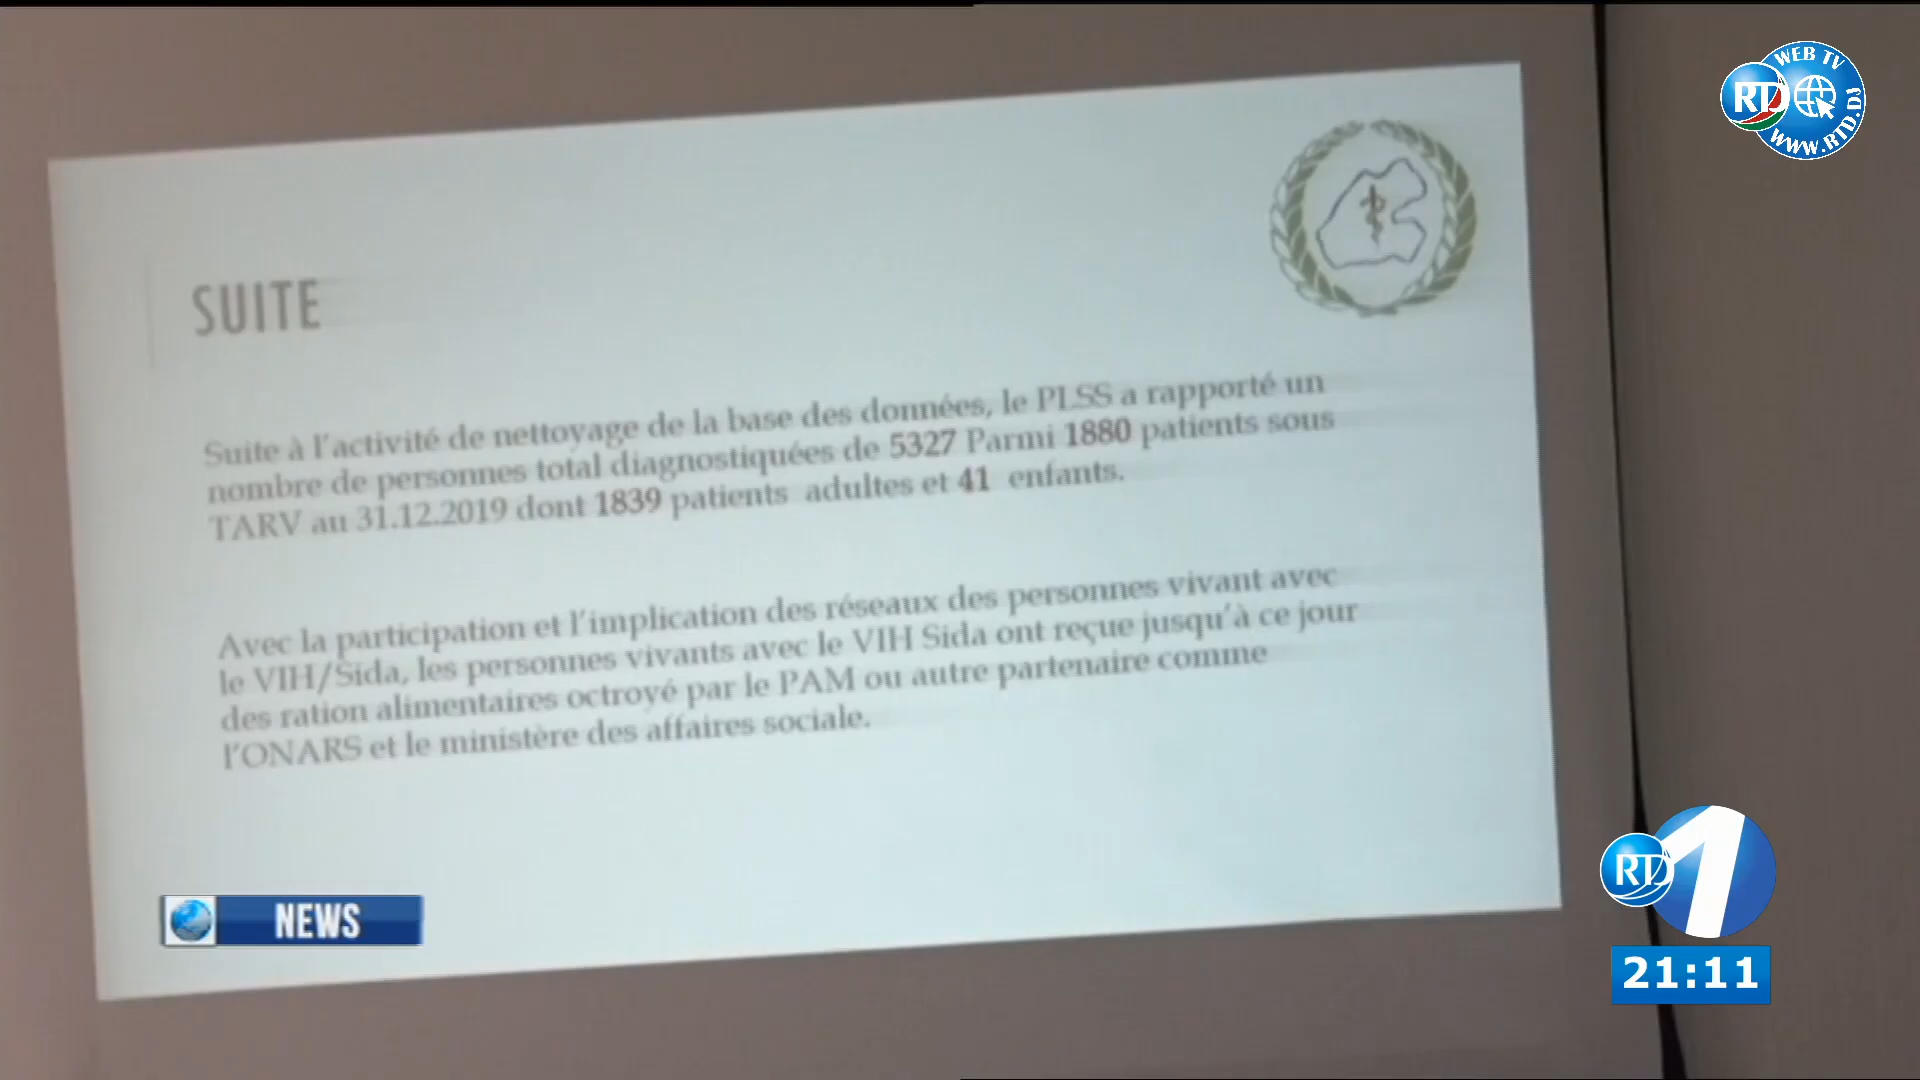 WEB TV
RTD
WWW.RTD.DJ
SUITE
Suite à l'activité de nettoyage de la base des données, le PLSS a rapporté un
nombre de personnes total diagnostiquées de 5327 Parmi 1880 patients sous
TARV au 31.12.2019 dont 1839 patients adultes et 41 enfants.
Avec la participation et l'implication des réseaux des personnes vivant avec
le VIH/Sida, les personnes vivants avec le VIH Sida ont reçue jusqu'à ce jour
des ration alimentaires octroyé par le PAM ou autre partenaire comme
l'ONARS et le ministère des affaires sociale.
NEWS
RTD 1
21:11